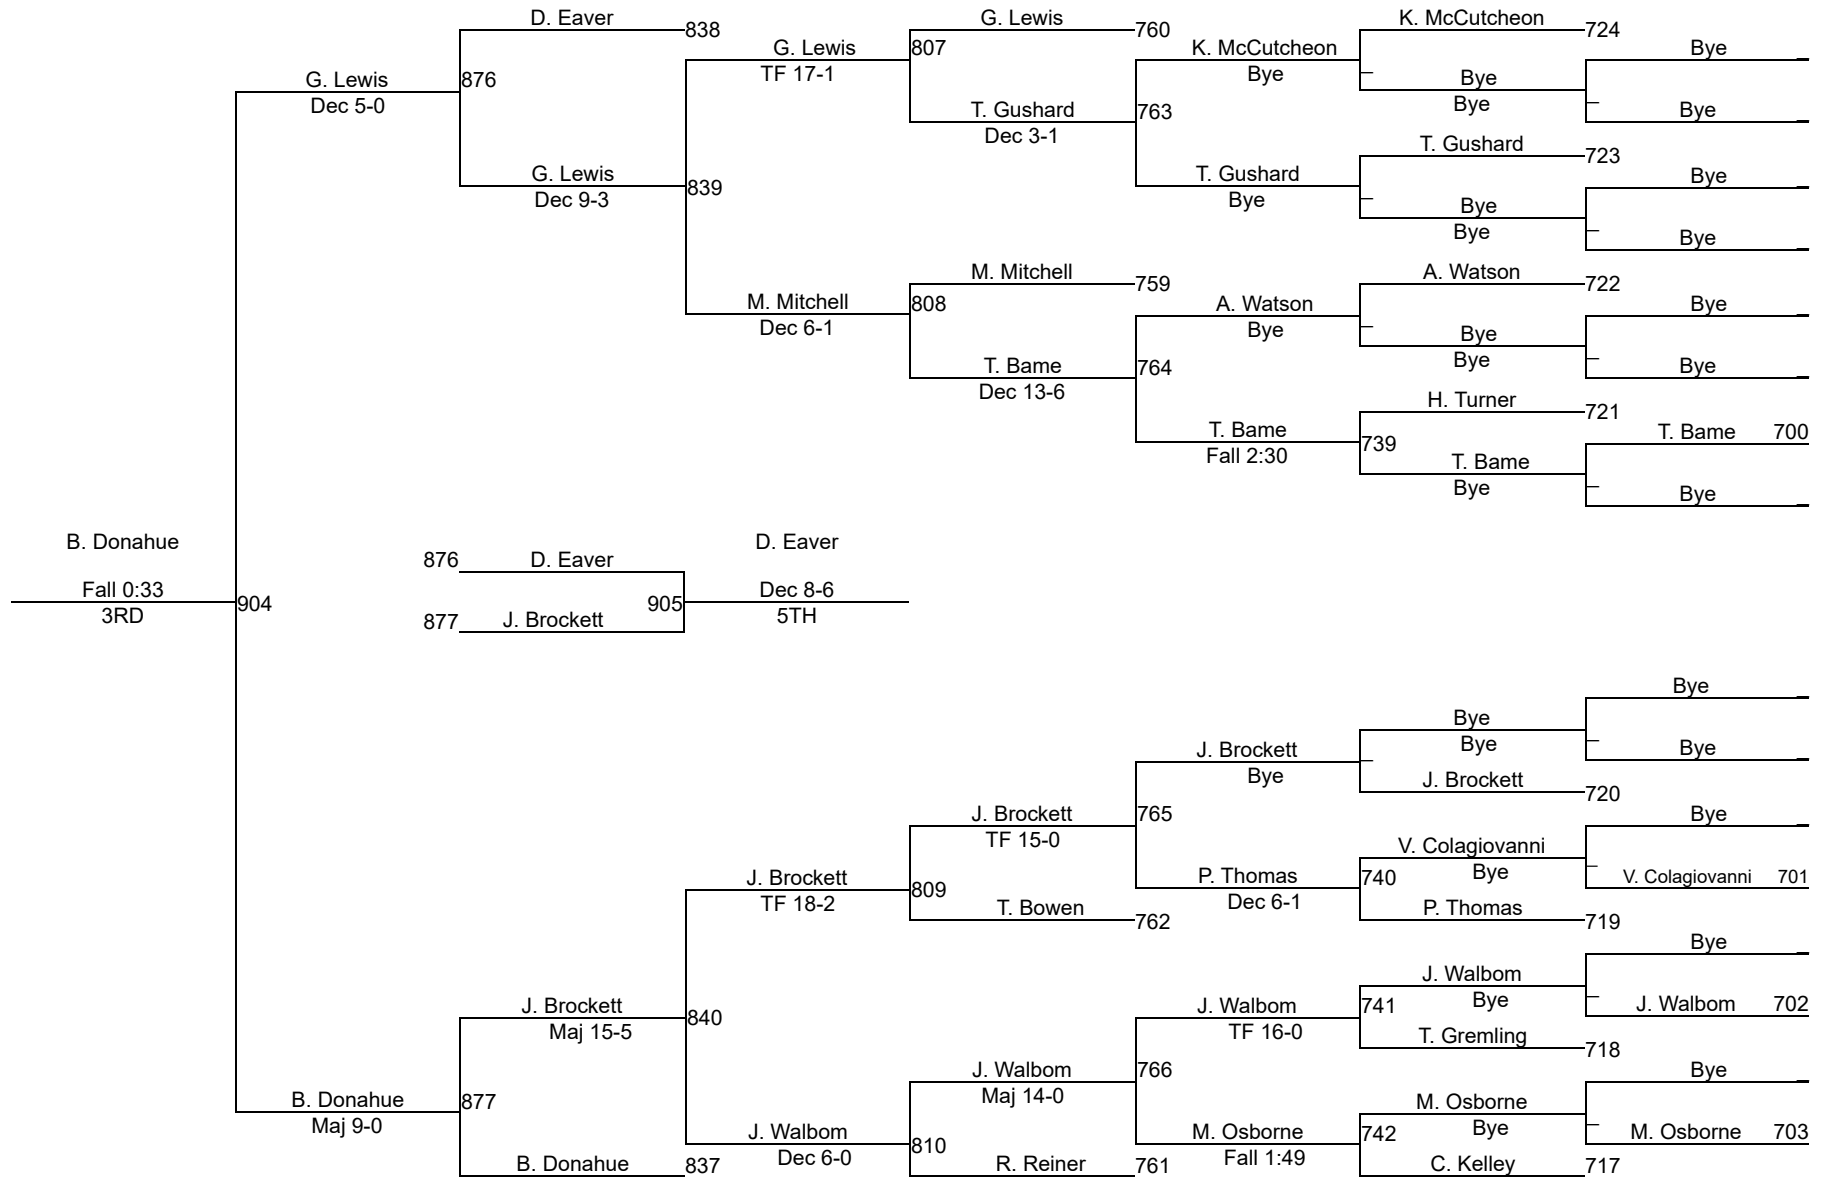 D. Eaver
838
G. Lewis
760
K. McCutcheon
724
G. Lewis
807
K. McCutcheon
Bye
G. Lewis
876
TF 17-1
Bye
Bye
Dec 5-0
T. Gushard
763
Bye
Bye
Dec 3-1
T. Gushard
723
G. Lewis
839
T. Gushard
Bye
Dec 9-3
Bye
Bye
Bye
Bye
M. Mitchell
759
A. Watson
722
M. Mitchell
808
A. Watson
Bye
Dec 6-1
Bye
Bye
T. Bame
764
Bye
Bye
Dec 13-6
H. Turner
721
T. Bame
739
T. Bame 700
Fall 2:30
T. Bame
Bye
Bye
B. Donahue
D. Eaver
876
D. Eaver
Fall 0:33
904
905
Dec 8-6
3RD
877
J. Brockett
5TH
Bye
Bye
J. Brockett
Bye
Bye
Bye
J. Brockett
720
J. Brockett
765
Bye
TF 15-0
V. Colagiovanni
J. Brockett
809
P. Thomas
740
Bye
V. Colagiovanni 701
TF 18-2
Dec 6-1
T. Bowen
762
P. Thomas
719
Bye
J. Walbom
J. Brockett
840
J. Walbom
741
Bye
J. Walbom 702
Maj 15-5
TF 16-0
T. Gremling
718
J. Walbom
766
Bye
Maj 14-0
B. Donahue
877
M. Osborne
Maj 9-0
J. Walbom
810
M. Osborne
742
Bye
M. Osborne 703
Dec 6-0
Fall 1:49
B. Donahue
837
R. Reiner
761
C. Kelley
717